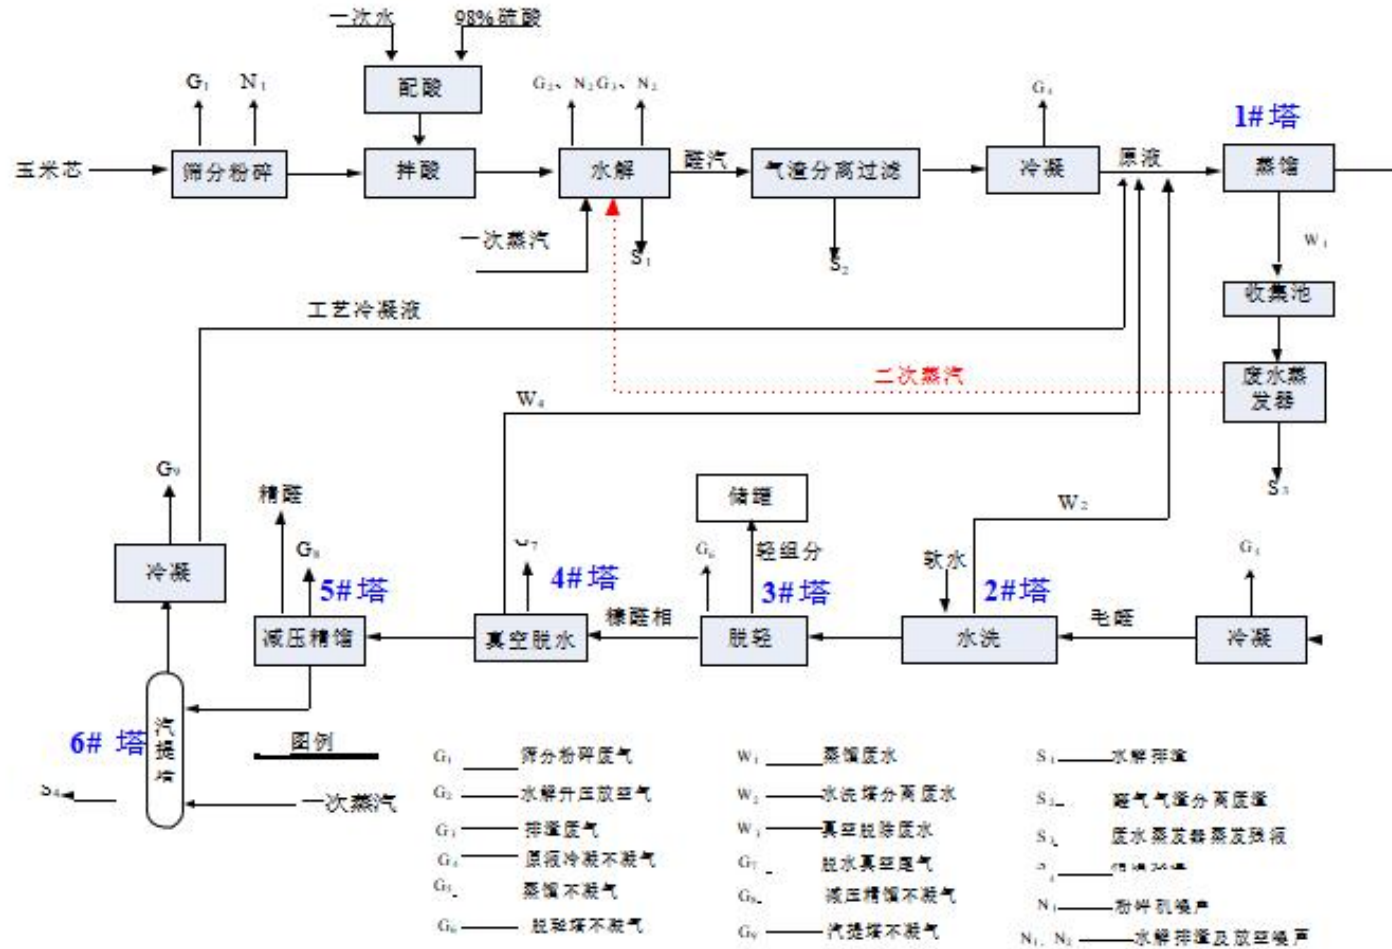 一次水
98%硫酸
G₁
N₁
配酸
G₂、N₂
G₃、N₂
G₄
1#塔
玉米芯
筛分粉碎
拌酸
水解
醛汽
气渣分离过滤
冷凝
原液
蒸馏
一次蒸汽
S₁
S₂
W₁
收集池
工艺冷凝液
二次蒸汽
废水蒸
发器
W₄
S₃
G₉
精醛
储罐
W₂
G₈
G₇
G₆
轻组分
软水
冷凝
5#塔
4#塔
3#塔
2#塔
减压精馏
真空脱水
糠醛相
脱轻
水洗
毛醛
冷凝
6# 塔
汽提塔
S₄
一次蒸汽
图例
G₁ 筛分粉碎废气
G₂ 水解升压放空气
G₃ 排渣废气
G₄ 原液冷凝不凝气
G₅ 蒸馏不凝气
G₆ 脱轻塔不凝气
W₁ 蒸馏废水
W₂ 水洗塔分离废水
真空脱除废水
G₇ 脱水真空尾气
G₈ 减压精馏不凝气
G₉ 汽提塔不凝气
水解排渣
S₂ 醛气气渣分离废渣
S₃ 废水蒸发器蒸发残液
N₁ 粉碎机噪声
N₁、N₂ 水解排渣及放空噪声